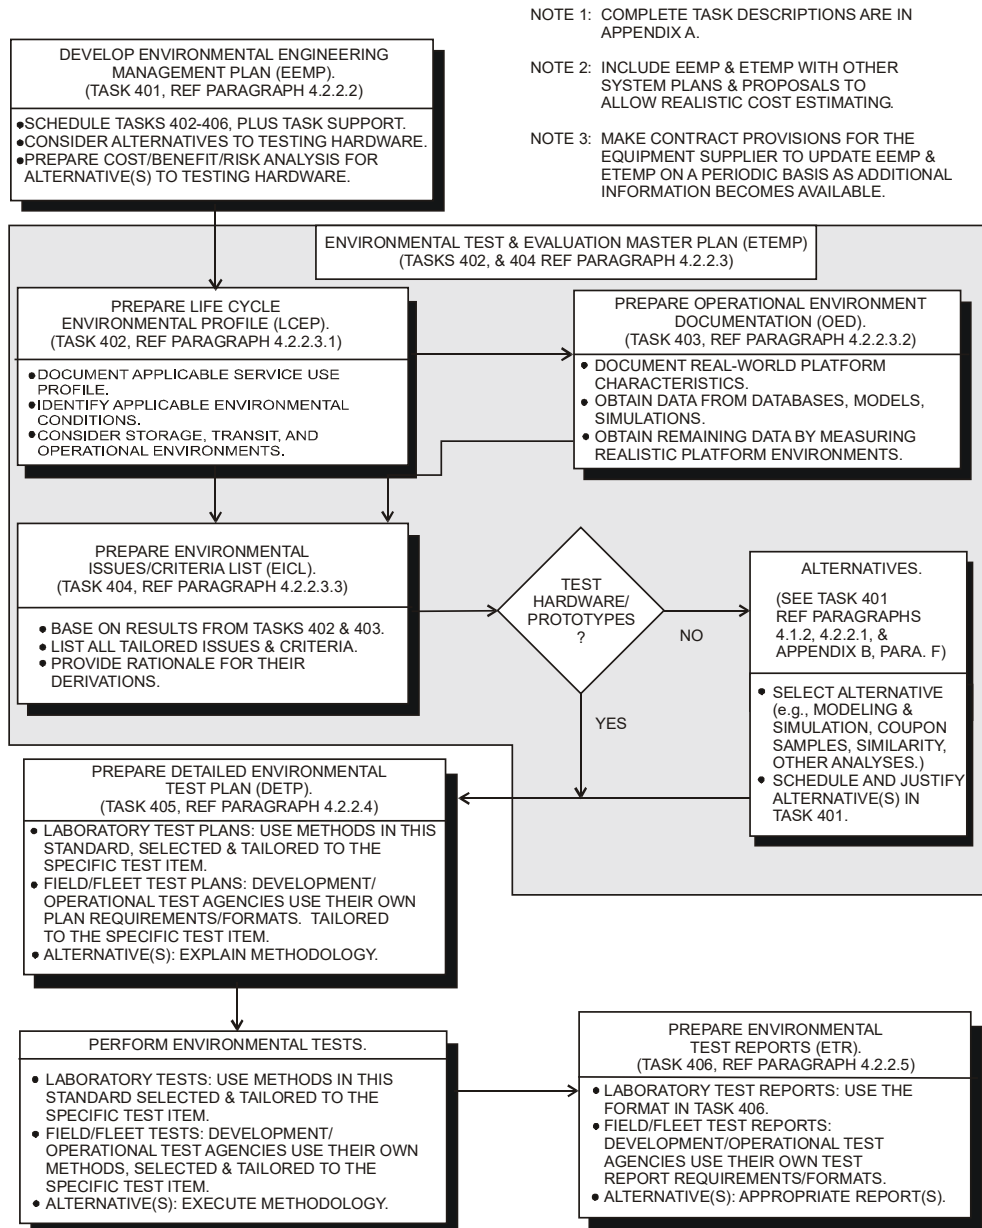 NOTE 1: COMPLETE TASK DESCRIPTIONS ARE IN
APPENDIX A.
NOTE 2: INCLUDE EEMP & ETEMP WITH OTHER
SYSTEM PLANS & PROPOSALS TO
ALLOW REALISTIC COST ESTIMATING.
NOTE 3: MAKE CONTRACT PROVISIONS FOR THE
EQUIPMENT SUPPLIER TO UPDATE EEMP &
ETEMP ON A PERIODIC BASIS AS ADDITIONAL
INFORMATION BECOMES AVAILABLE.
DEVELOP ENVIRONMENTAL ENGINEERING
MANAGEMENT PLAN (EEMP).
(TASK 401, REF PARAGRAPH 4.2.2.2)
●SCHEDULE TASKS 402-406, PLUS TASK SUPPORT.
●CONSIDER ALTERNATIVES TO TESTING HARDWARE.
●PREPARE COST/BENEFIT/RISK ANALYSIS FOR
ALTERNATIVE(S) TO TESTING HARDWARE.
ENVIRONMENTAL TEST & EVALUATION MASTER PLAN (ETEMP)
(TASKS 402, & 404 REF PARAGRAPH 4.2.2.3)
PREPARE LIFE CYCLE
ENVIRONMENTAL PROFILE (LCEP).
(TASK 402, REF PARAGRAPH 4.2.2.3.1)
●DOCUMENT APPLICABLE SERVICE USE
PROFILE.
●IDENTIFY APPLICABLE ENVIRONMENTAL
CONDITIONS.
●CONSIDER STORAGE, TRANSIT, AND
OPERATIONAL ENVIRONMENTS.
PREPARE OPERATIONAL ENVIRONMENT
DOCUMENTATION (OED).
(TASK 403, REF PARAGRAPH 4.2.2.3.2)
● DOCUMENT REAL-WORLD PLATFORM
CHARACTERISTICS.
● OBTAIN DATA FROM DATABASES, MODELS,
SIMULATIONS.
● OBTAIN REMAINING DATA BY MEASURING
REALISTIC PLATFORM ENVIRONMENTS.
PREPARE ENVIRONMENTAL
ISSUES/CRITERIA LIST (EICL).
(TASK 404, REF PARAGRAPH 4.2.2.3.3)
● BASE ON RESULTS FROM TASKS 402 & 403.
● LIST ALL TAILORED ISSUES & CRITERIA.
● PROVIDE RATIONALE FOR THEIR
DERIVATIONS.
TEST
HARDWARE/
PROTOTYPES
?
NO
YES
ALTERNATIVES.
(SEE TASK 401
REF PARAGRAPHS
4.1.2, 4.2.2.1, &
APPENDIX B, PARA. F)
● SELECT ALTERNATIVE
(e.g., MODELING &
SIMULATION, COUPON
SAMPLES, SIMILARITY,
OTHER ANALYSES.)
● SCHEDULE AND JUSTIFY
ALTERNATIVE(S) IN
TASK 401.
PREPARE DETAILED ENVIRONMENTAL
TEST PLAN (DETP).
(TASK 405, REF PARAGRAPH 4.2.2.4)
● LABORATORY TEST PLANS: USE METHODS IN THIS
STANDARD, SELECTED & TAILORED TO THE
SPECIFIC TEST ITEM.
● FIELD/FLEET TEST PLANS: DEVELOPMENT/
OPERATIONAL TEST AGENCIES USE THEIR OWN
PLAN REQUIREMENTS/FORMATS. TAILORED
TO THE SPECIFIC TEST ITEM.
● ALTERNATIVE(S): EXPLAIN METHODOLOGY.
PERFORM ENVIRONMENTAL TESTS.
● LABORATORY TESTS: USE METHODS IN THIS
STANDARD SELECTED & TAILORED TO THE
SPECIFIC TEST ITEM.
● FIELD/FLEET TESTS: DEVELOPMENT/
OPERATIONAL TEST AGENCIES USE THEIR OWN
METHODS, SELECTED & TAILORED TO THE
SPECIFIC TEST ITEM.
● ALTERNATIVE(S): EXECUTE METHODOLOGY.
PREPARE ENVIRONMENTAL
TEST REPORTS (ETR).
(TASK 406, REF PARAGRAPH 4.2.2.5)
● LABORATORY TEST REPORTS: USE THE
FORMAT IN TASK 406.
● FIELD/FLEET TEST REPORTS:
DEVELOPMENT/OPERATIONAL TEST
AGENCIES USE THEIR OWN TEST
REPORT REQUIREMENTS/FORMATS.
● ALTERNATIVE(S): APPROPRIATE REPORT(S).